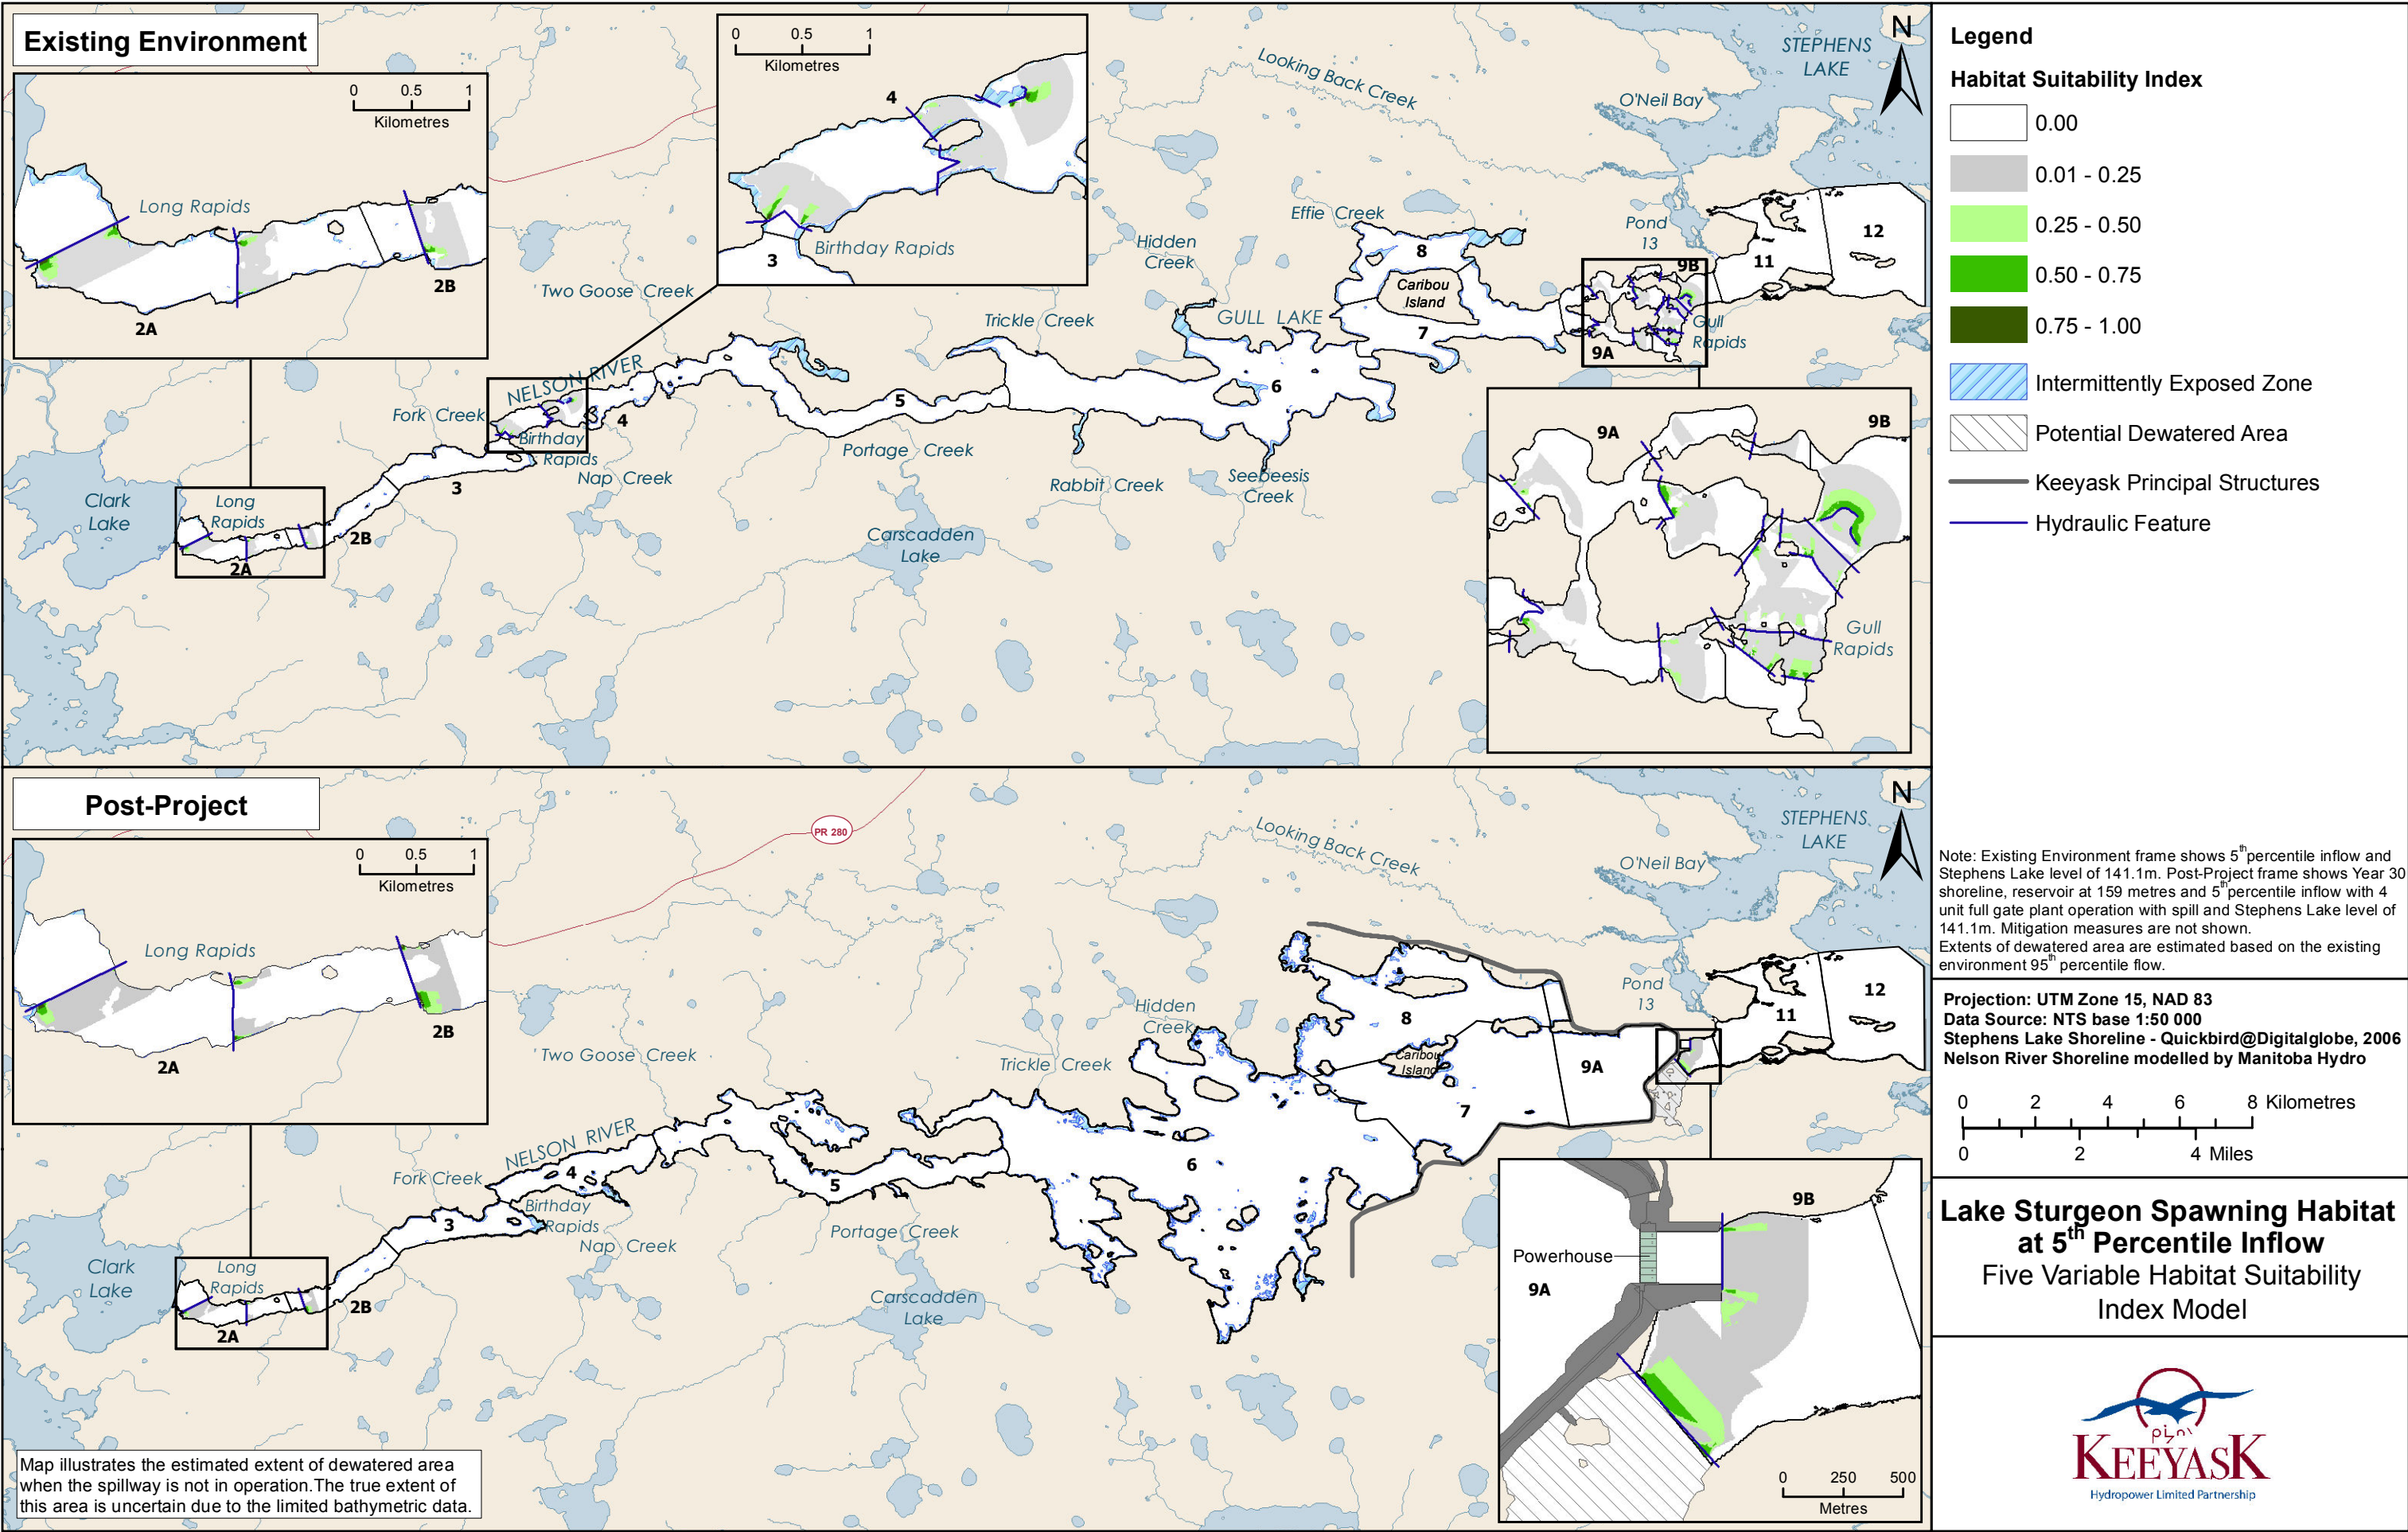 Existing Environment
0 0.5 1
Kilometres
Long Rapids
2A
2B
0 0.5 1
Kilometres
4
3
Birthday Rapids
N
STEPHENS
LAKE
Looking Back Creek
O'Neil Bay
Pond
13
Effie Creek
Hidden
Creek
8
Caribou
Island
7
9B
9A
Gull
Rapids
11
12
Two Goose Creek
Trickle Creek
GULL LAKE
6
NELSON RIVER
5
4
Fork Creek
Birthday
Rapids
Nap Creek
Portage Creek
Rabbit Creek
Seebeesis
Creek
3
Clark
Lake
Long
Rapids
2A
2B
Carscadden
Lake
9A
9B
Gull
Rapids
Post-Project
0 0.5 1
Kilometres
Long Rapids
2A
2B
PR 280
N
STEPHENS
LAKE
Looking Back Creek
O'Neil Bay
Pond
13
Hidden
Creek
8
Caribou
Island
7
9A
11
12
Two Goose Creek
Trickle Creek
6
NELSON RIVER
5
4
Fork Creek
Birthday
Rapids
Nap Creek
Portage Creek
3
Clark
Lake
Long
Rapids
2A
2B
Carscadden
Lake
9B
Powerhouse
9A
0 250 500
Metres
Map illustrates the estimated extent of dewatered area
when the spillway is not in operation.The true extent of
this area is uncertain due to the limited bathymetric data.
Legend
Habitat Suitability Index
0.00
0.01 - 0.25
0.25 - 0.50
0.50 - 0.75
0.75 - 1.00
Intermittently Exposed Zone
Potential Dewatered Area
Keeyask Principal Structures
Hydraulic Feature
Note: Existing Environment frame shows 5th percentile inflow and
Stephens Lake level of 141.1m. Post-Project frame shows Year 30
shoreline, reservoir at 159 metres and 5th percentile inflow with 4
unit full gate plant operation with spill and Stephens Lake level of
141.1m. Mitigation measures are not shown.
Extents of dewatered area are estimated based on the existing
environment 95th percentile flow.
Projection: UTM Zone 15, NAD 83
Data Source: NTS base 1:50 000
Stephens Lake Shoreline - Quickbird@Digitalglobe, 2006
Nelson River Shoreline modelled by Manitoba Hydro
0 2 4 6 8 Kilometres
0 2 4 Miles
Lake Sturgeon Spawning Habitat
at 5th Percentile Inflow
Five Variable Habitat Suitability
Index Model
KEEYASK
Hydropower Limited Partnership